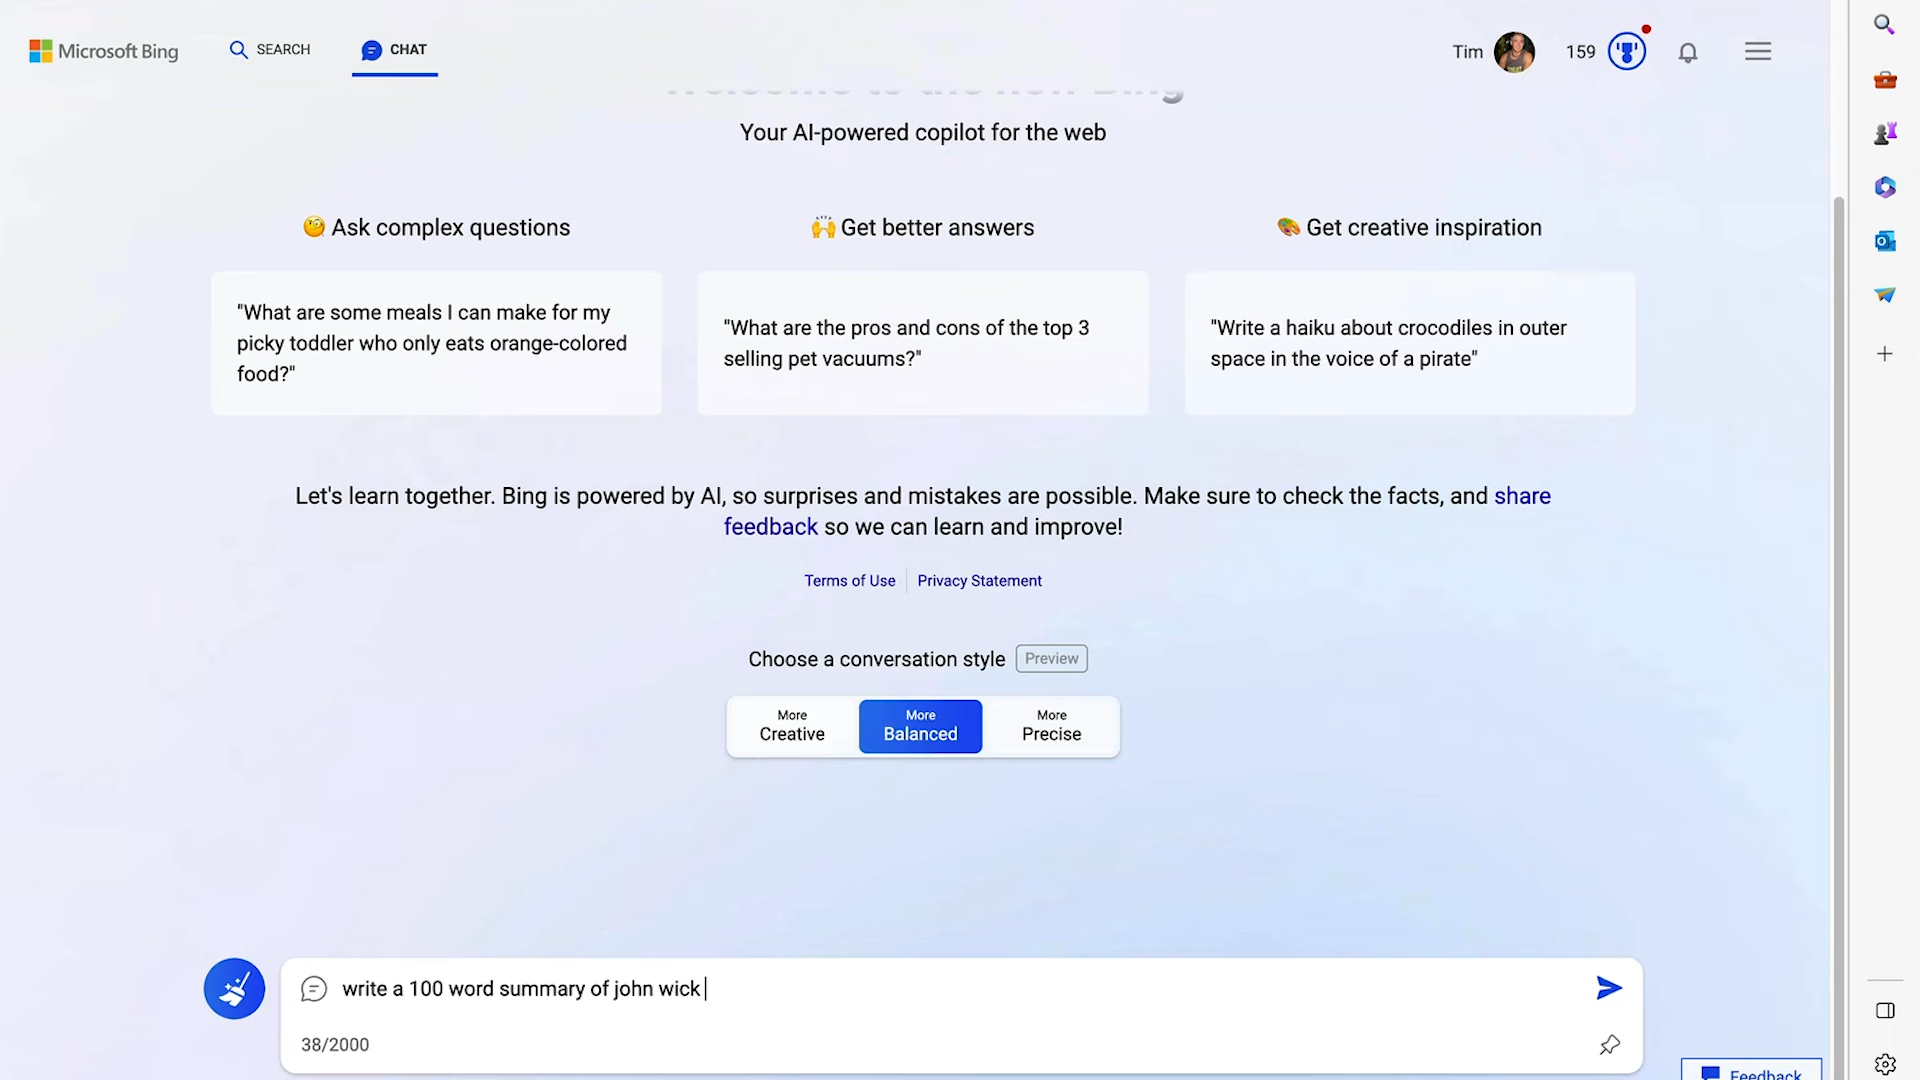 Microsoft Bing
SEARCH
CHAT
Tim
159
Welcome to the new Bing
Your AI-powered copilot for the web
Ask complex questions
Get better answers
Get creative inspiration
"What are some meals I can make for my
picky toddler who only eats orange-colored
food?"
"What are the pros and cons of the top 3
selling pet vacuums?"
"Write a haiku about crocodiles in outer
space in the voice of a pirate"
Let's learn together. Bing is powered by AI, so surprises and mistakes are possible. Make sure to check the facts, and share
feedback so we can learn and improve!
Terms of Use
Privacy Statement
Choose a conversation style
Preview
More
Creative
More
Balanced
More
Precise
write a 100 word summary of john wick
38/2000
Feedback